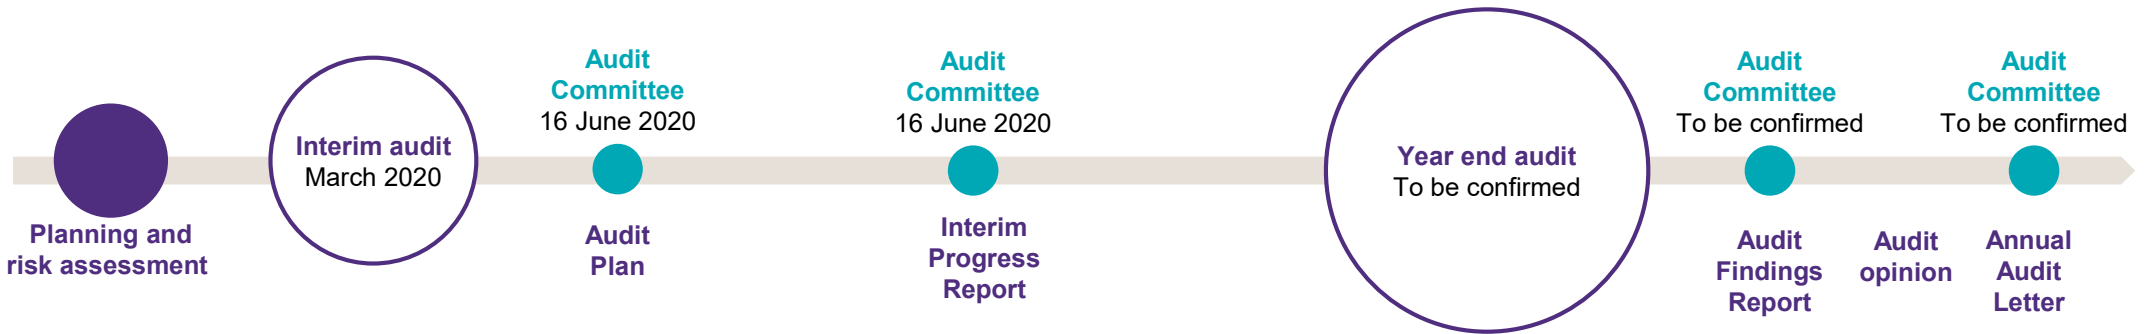 Planning and
risk assessment
Interim audit
March 2020
Audit
Committee
16 June 2020
Audit
Plan
Audit
Committee
16 June 2020
Interim
Progress
Report
Year end audit
To be confirmed
Audit
Committee
To be confirmed
Audit
Findings
Report
Audit
opinion
Audit
Committee
To be confirmed
Annual
Audit
Letter